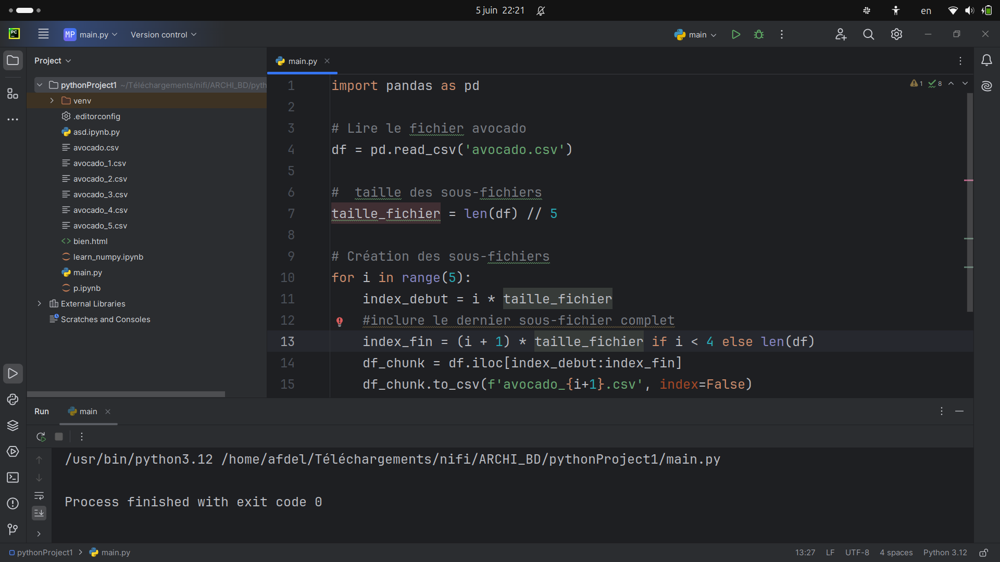 5 juin 22:21
en
MP main.py
Version control
main
Project
main.py
pythonProject1 ~/Téléchargements/nifi/ARCHI_BD/pyth
venv
.editorconfig
asd.ipynb.py
avocado.csv
avocado_1.csv
avocado_2.csv
avocado_3.csv
avocado_4.csv
avocado_5.csv
bien.html
learn_numpy.ipynb
main.py
p.ipynb
External Libraries
Scratches and Consoles
1 8
1 import pandas as pd
2
3 # Lire le fichier avocado
4 df = pd.read_csv('avocado.csv')
5
6 #  taille des sous-fichiers
7 taille_fichier = len(df) // 5
8
9 # Création des sous-fichiers
10 for i in range(5):
11     index_debut = i * taille_fichier
12     #inclure le dernier sous-fichier complet
13     index_fin = (i + 1) * taille_fichier if i < 4 else len(df)
14     df_chunk = df.iloc[index_debut:index_fin]
15     df_chunk.to_csv(f'avocado_{i+1}.csv', index=False)
Run
main
/usr/bin/python3.12 /home/afdel/Téléchargements/nifi/ARCHI_BD/pythonProject1/main.py
Process finished with exit code 0
pythonProject1 > main.py
13:27 LF UTF-8 4 spaces Python 3.12